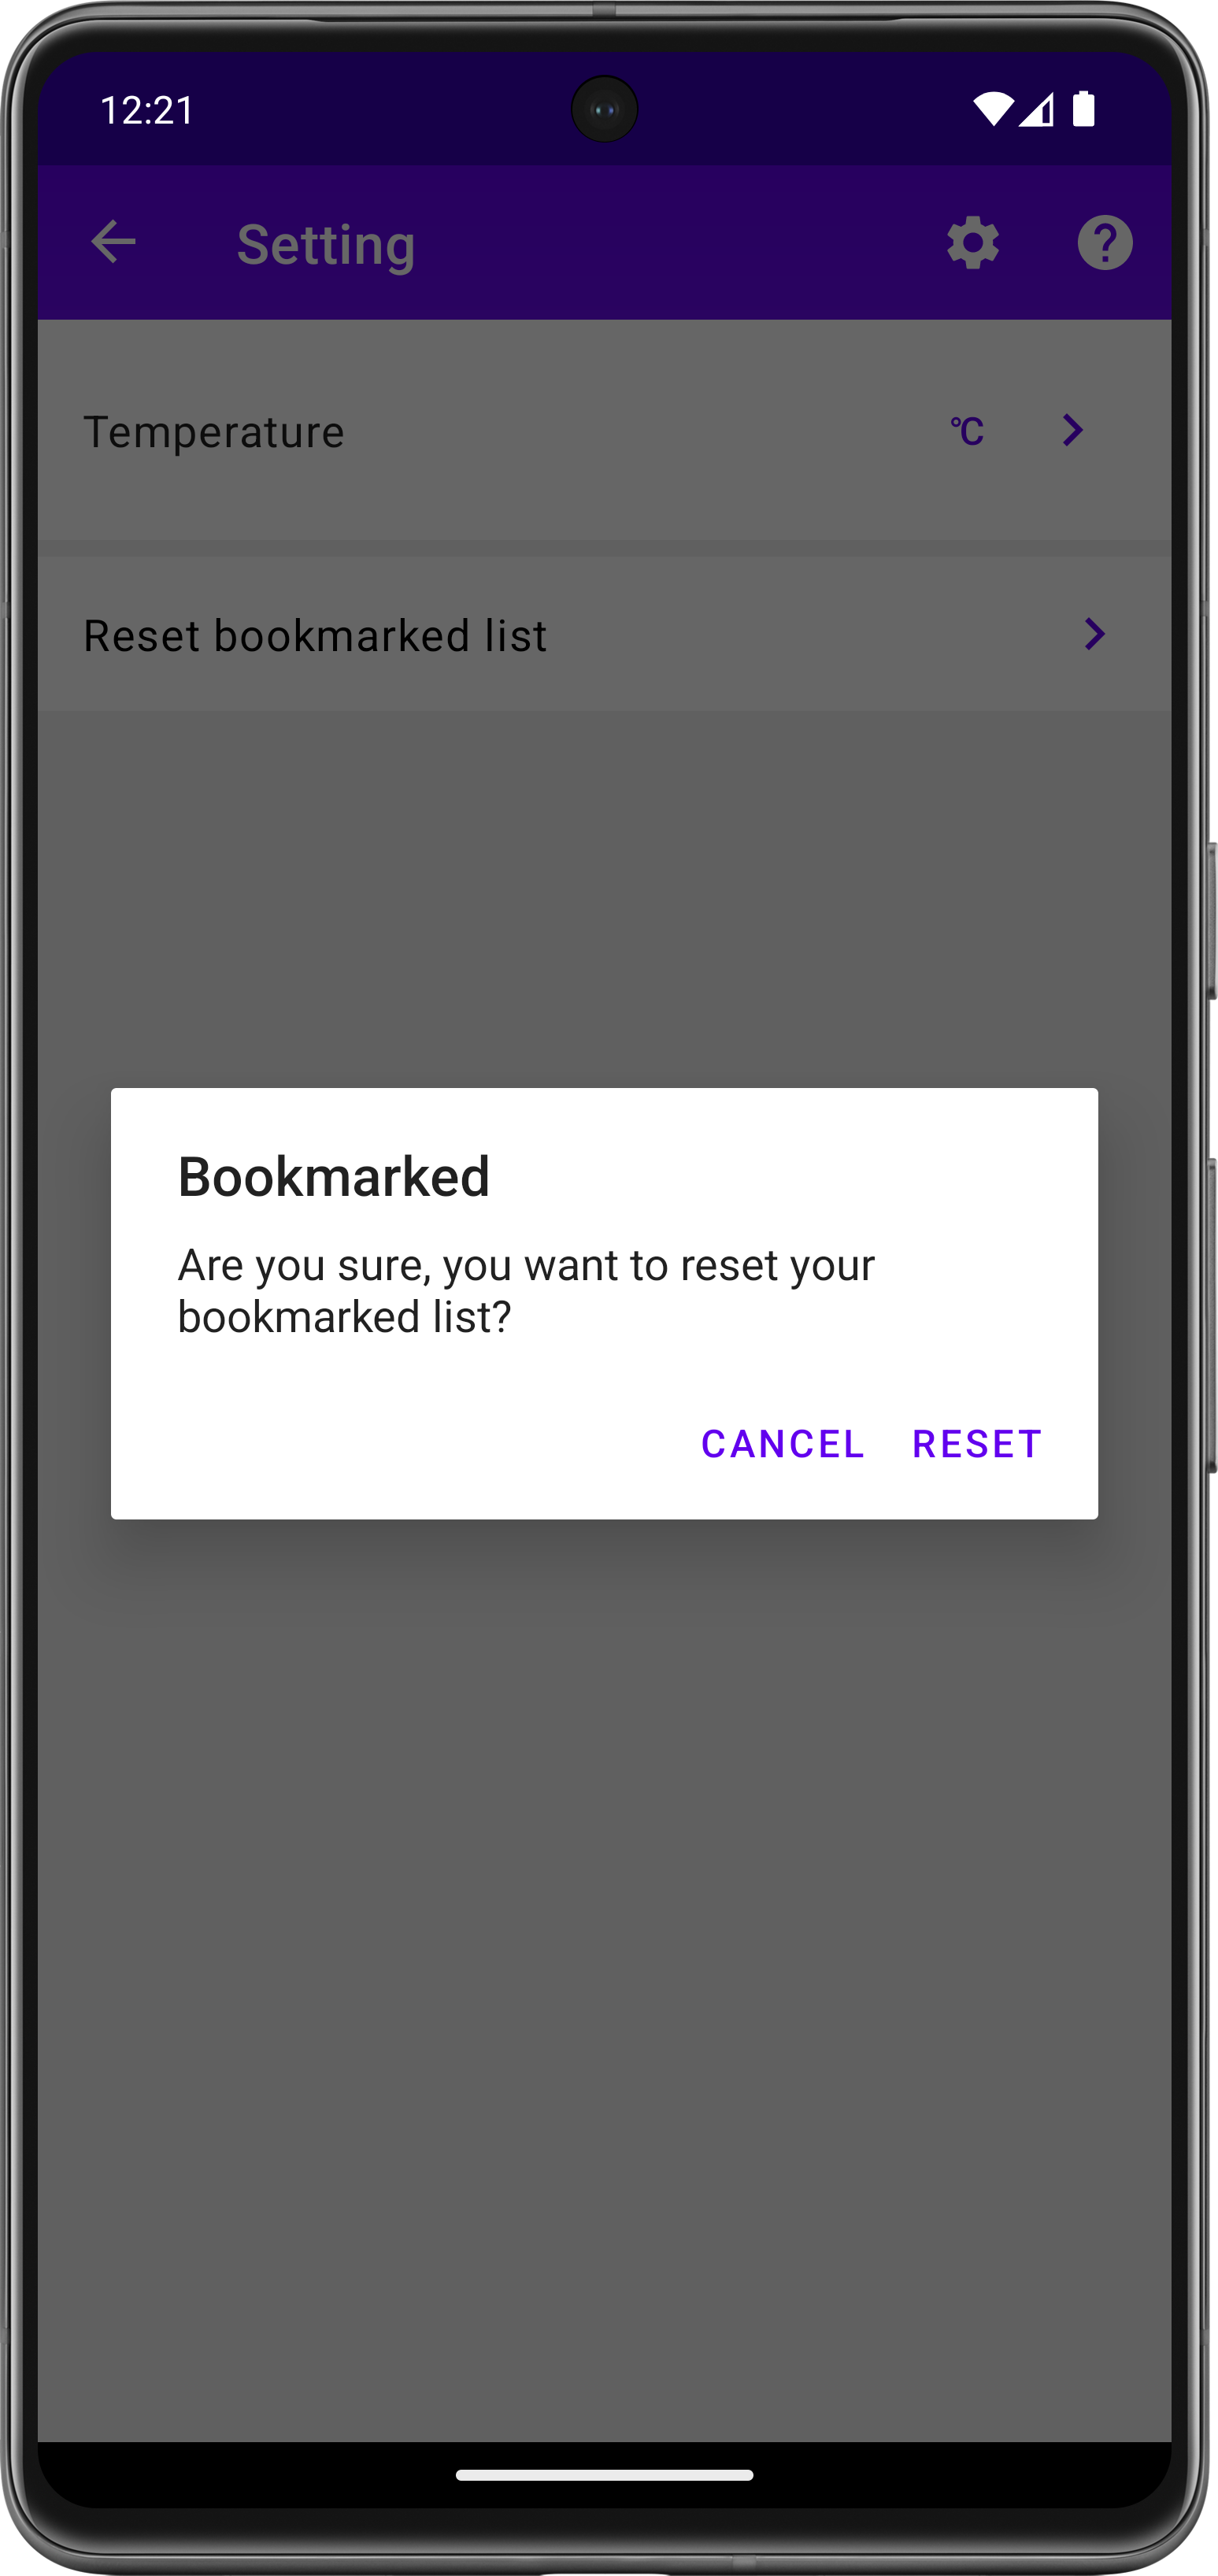 12:21
Setting
Temperature ℃
Reset bookmarked list
Bookmarked
Are you sure, you want to reset your
bookmarked list?
CANCEL RESET